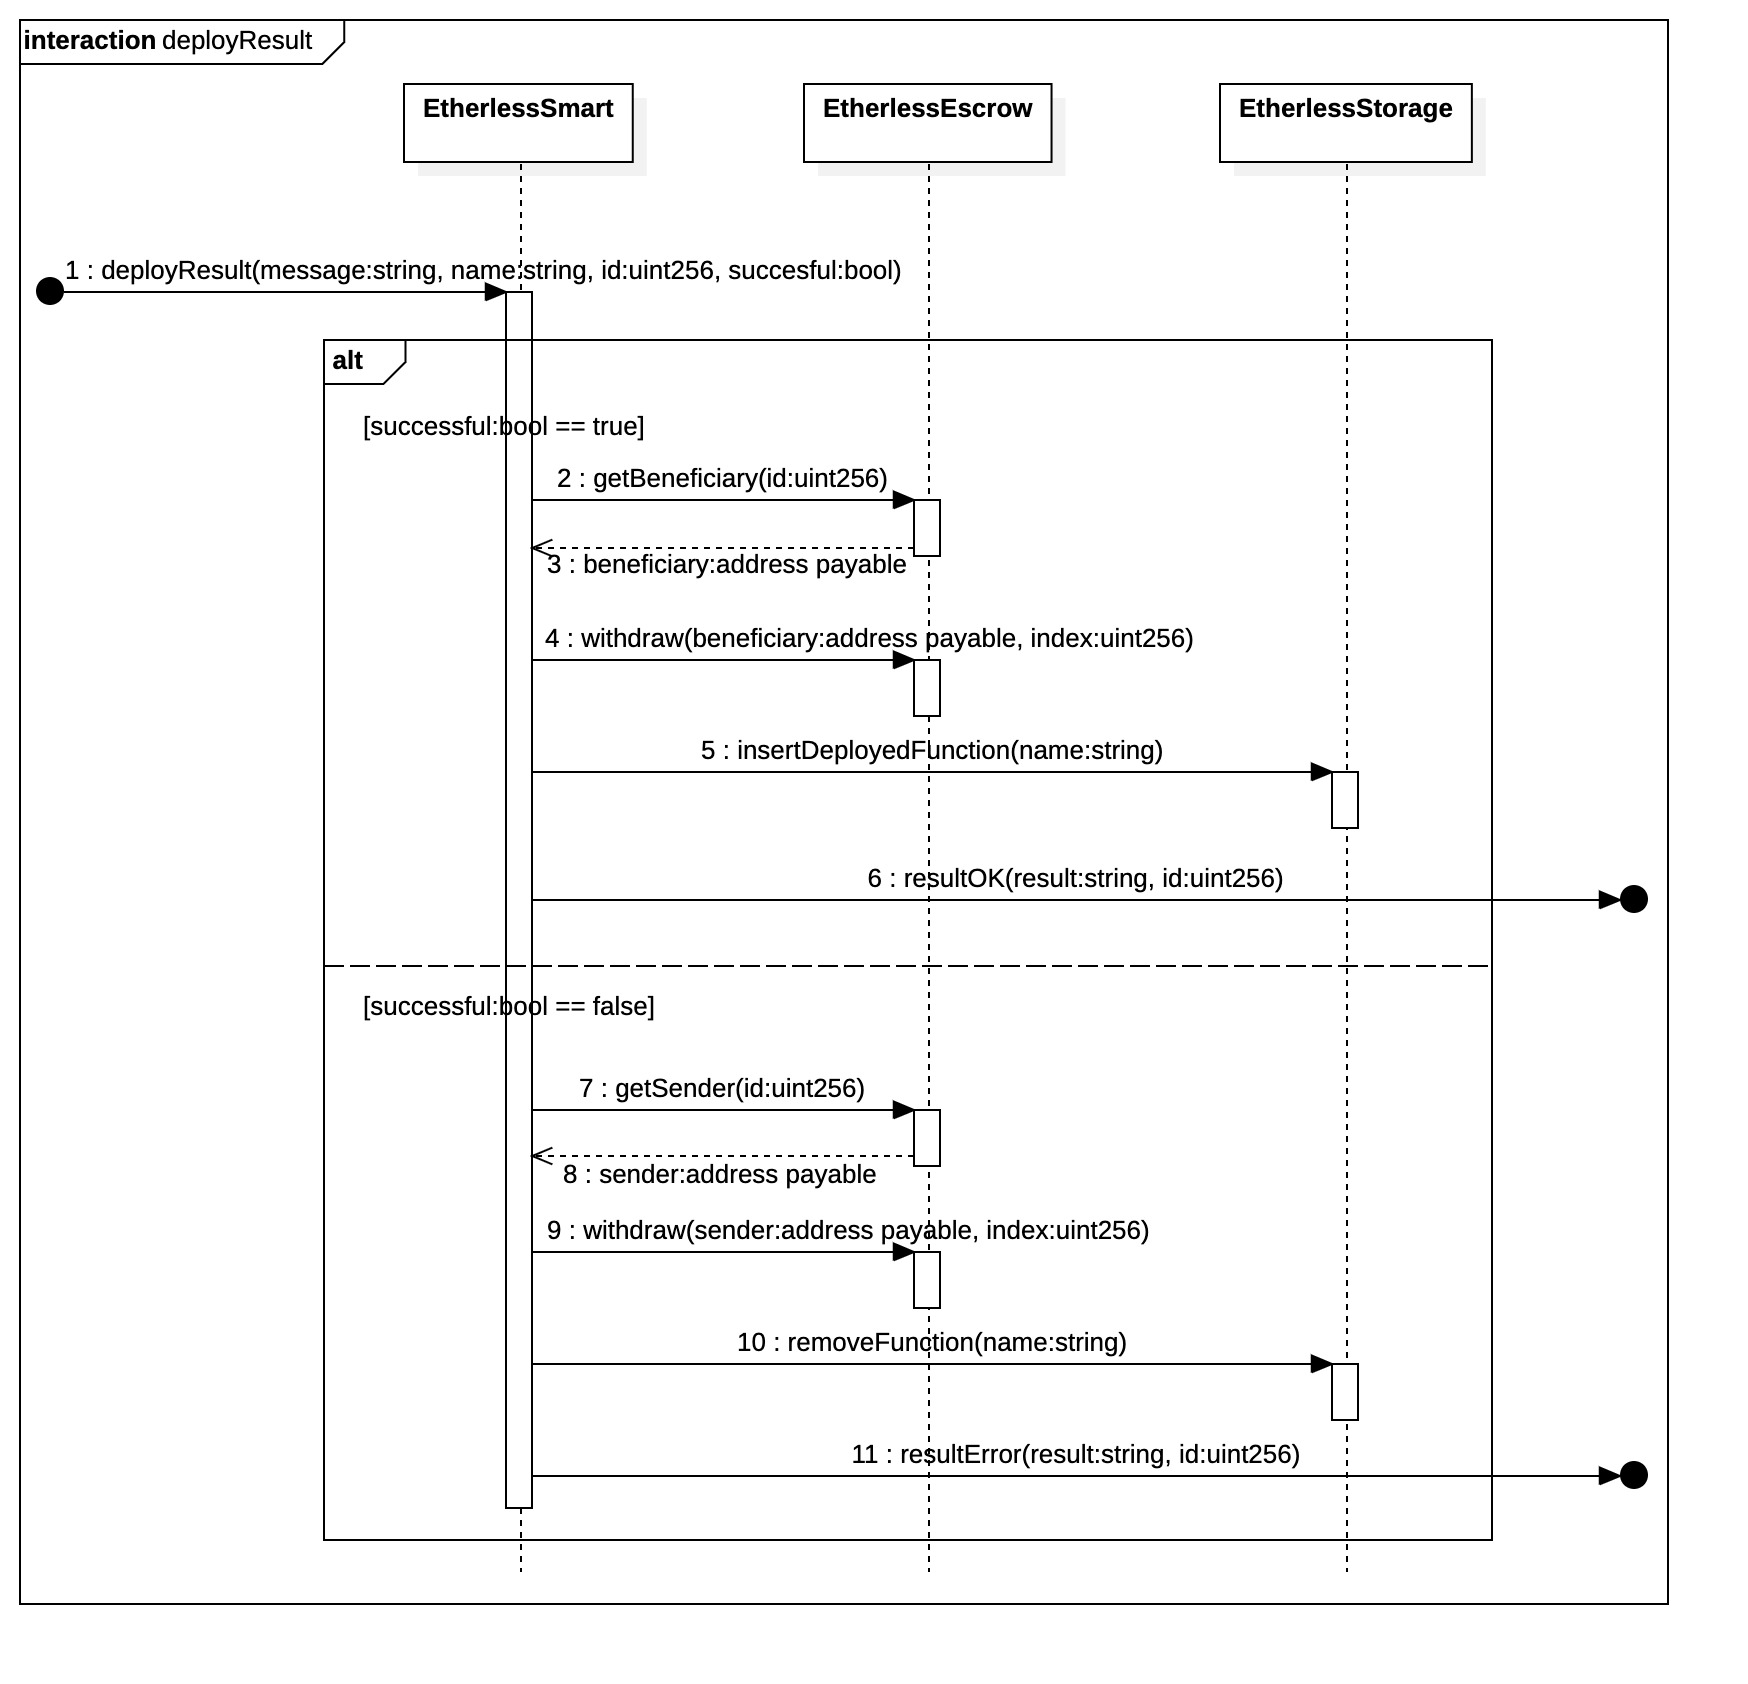 interaction deployResult
EtherlessSmart
EtherlessEscrow
EtherlessStorage
1 : deployResult(message:string, name:string, id:uint256, succesful:bool)
alt
[successful:bool == true]
2 : getBeneficiary(id:uint256)
3 : beneficiary:address payable
4 : withdraw(beneficiary:address payable, index:uint256)
5 : insertDeployedFunction(name:string)
6 : resultOK(result:string, id:uint256)
[successful:bool == false]
7 : getSender(id:uint256)
8 : sender:address payable
9 : withdraw(sender:address payable, index:uint256)
10 : removeFunction(name:string)
11 : resultError(result:string, id:uint256)